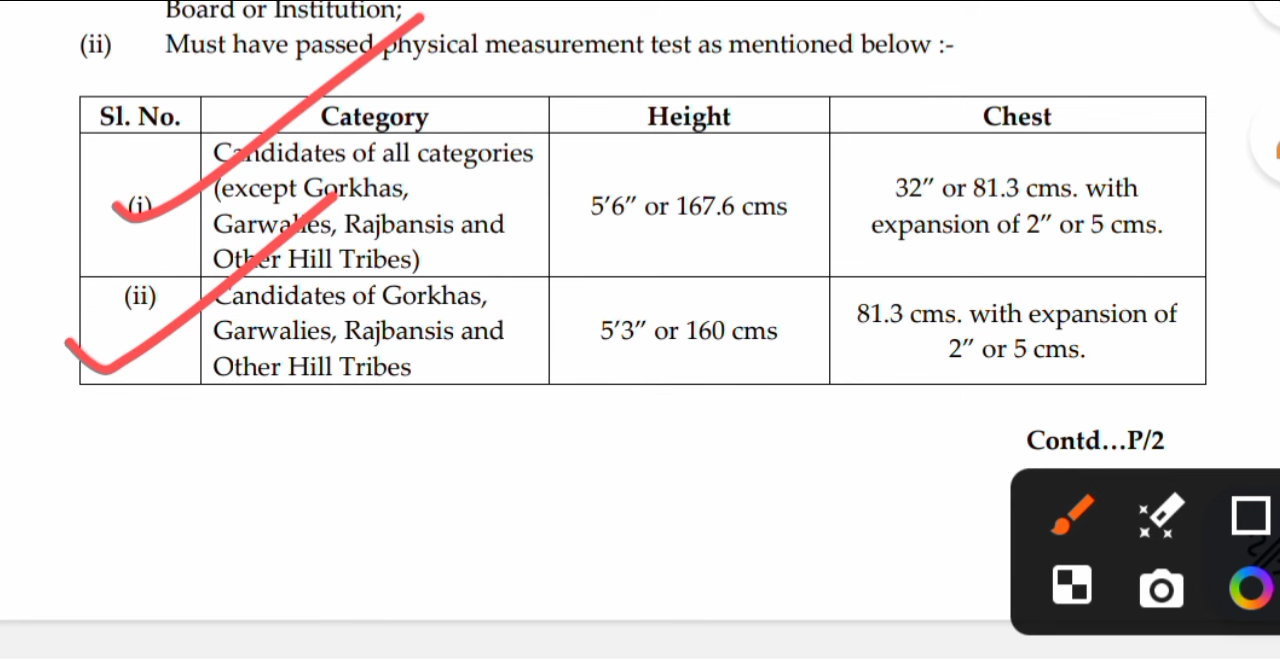 Board or Institution;
(ii) Must have passed physical measurement test as mentioned below :-
Sl. No. Category Height Chest
(i) Candidates of all categories
(except Gorkhas,
Garwalies, Rajbansis and
Other Hill Tribes)
5′6″ or 167.6 cms
32″ or 81.3 cms. with
expansion of 2″ or 5 cms.
(ii) Candidates of Gorkhas,
Garwalies, Rajbansis and
Other Hill Tribes
5′3″ or 160 cms
81.3 cms. with expansion of
2″ or 5 cms.
Contd…P/2